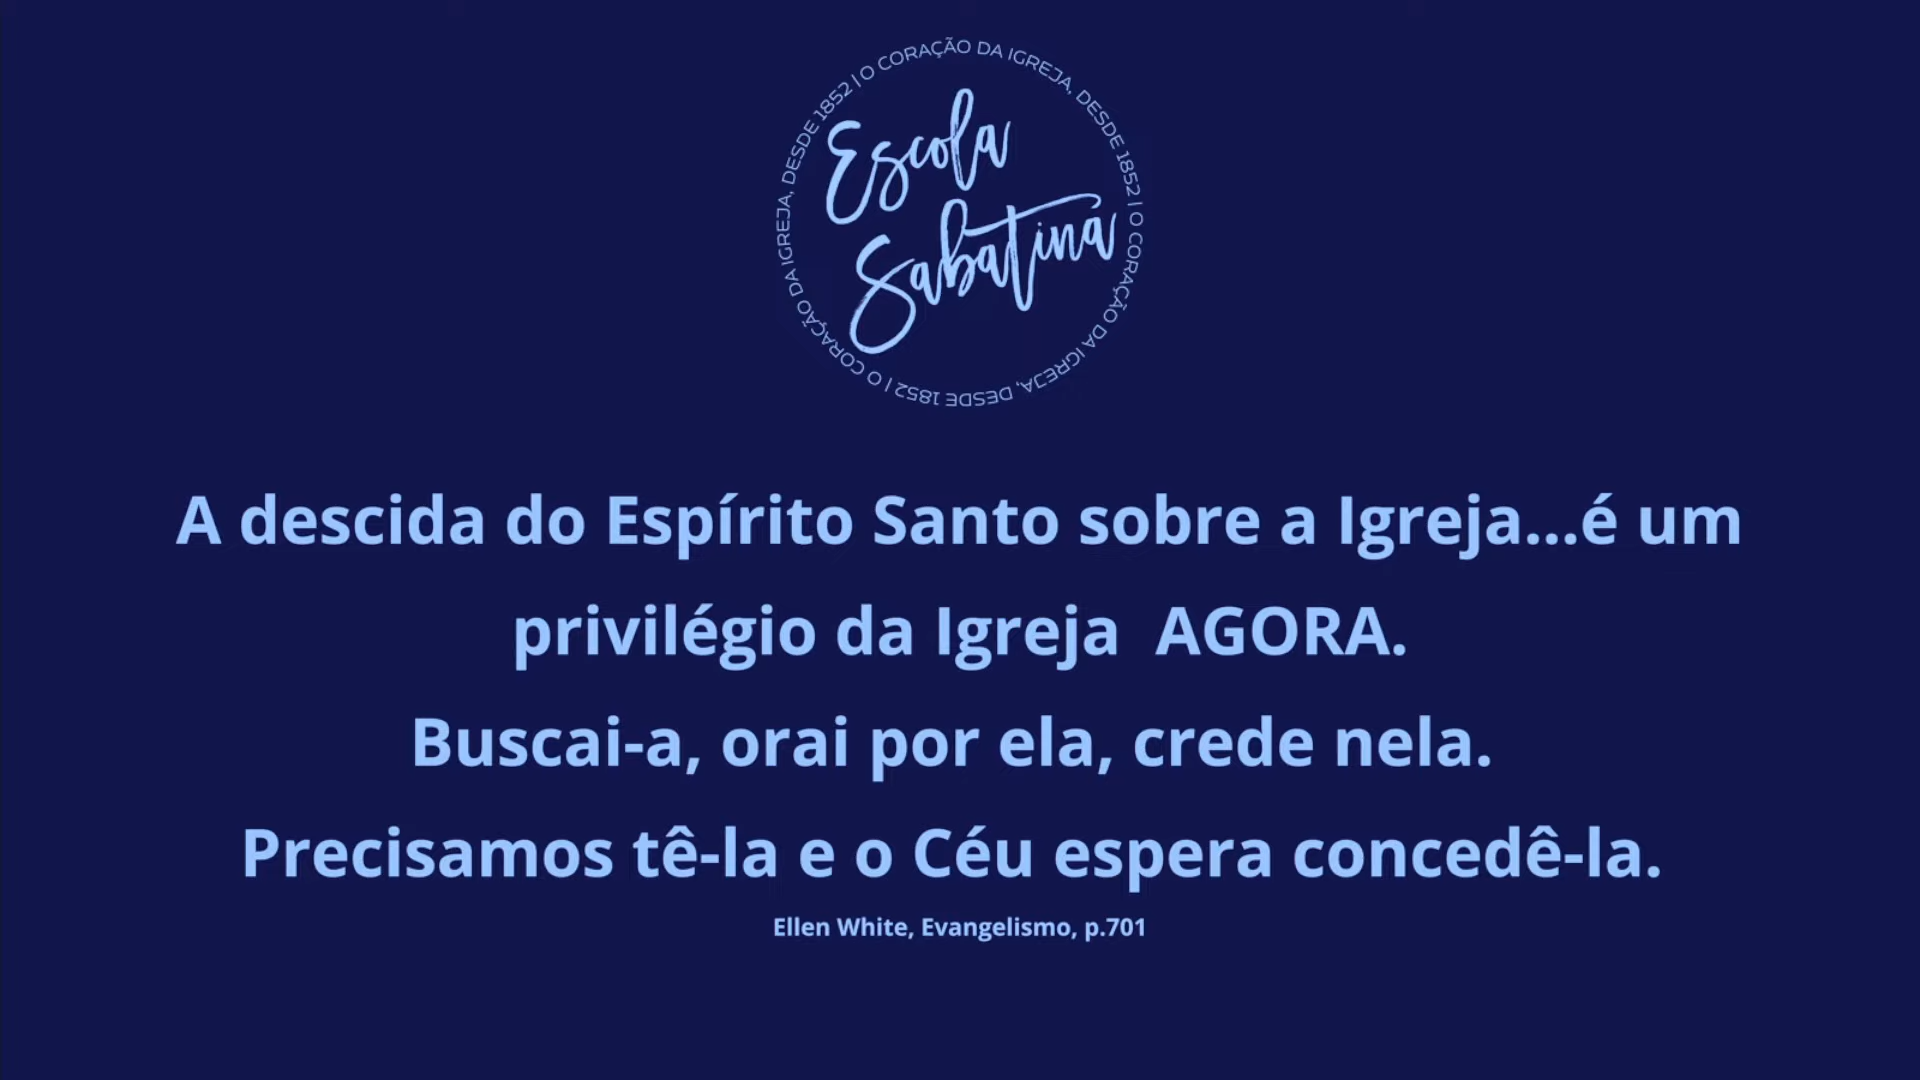 O CORAÇÃO DA IGREJA, DESDE 1852 | O CORAÇÃO DA IGREJA, DESDE 1852 | O CORAÇÃO DA IGREJA, DESDE 1852 |
Escola
Sabatina
A descida do Espírito Santo sobre a Igreja...é um
privilégio da Igreja  AGORA.
Buscai-a, orai por ela, crede nela.
Precisamos tê-la e o Céu espera concedê-la.
Ellen White, Evangelismo, p.701